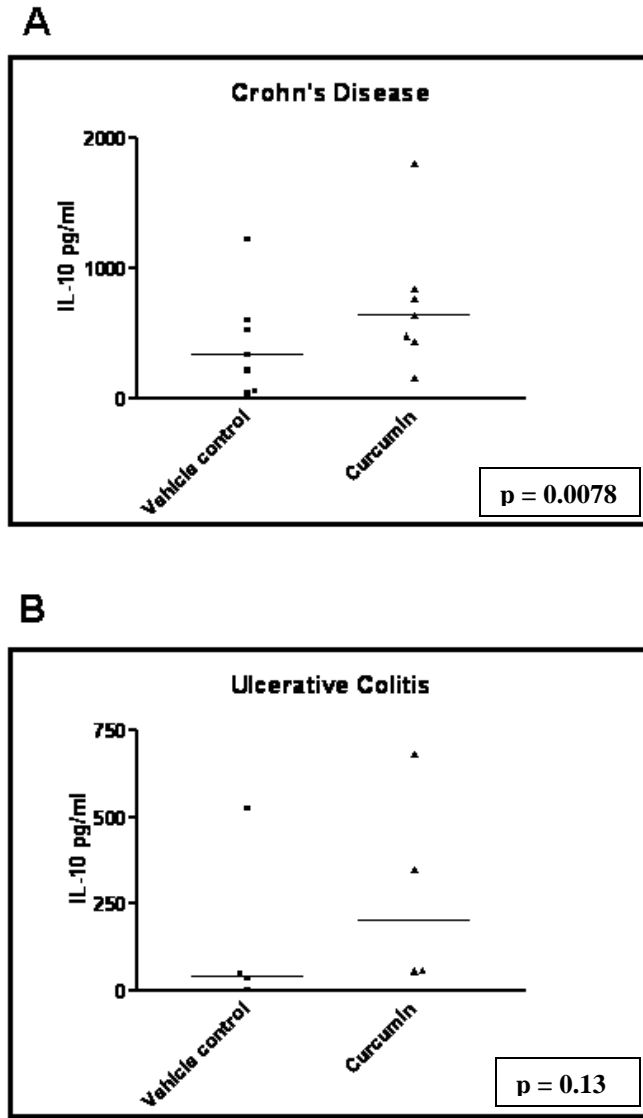 A
Crohn's Disease
IL-10 pg/ml
2000
1000
0
Vehicle control
Curcumin
p = 0.0078
B
Ulcerative Colitis
IL-10 pg/ml
750
500
250
0
Vehicle control
Curcumin
p = 0.13